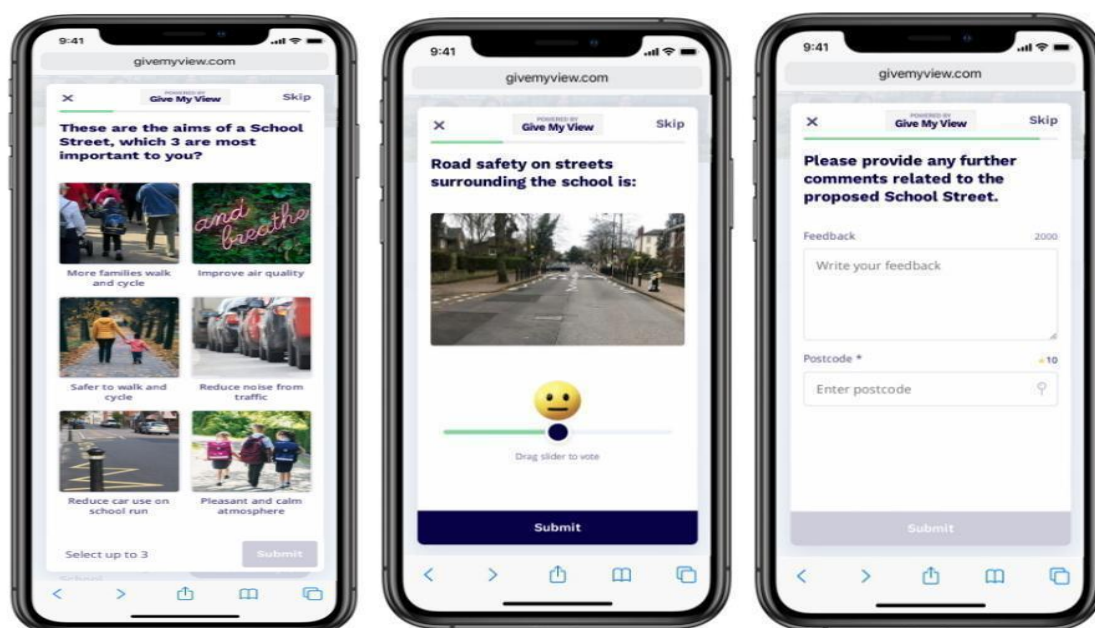 9:41
givemyview.com
POWERED BY
Give My View
Skip
These are the aims of a School
Street, which 3 are most
important to you?
and
breathe
More families walk
and cycle
Improve air quality
Safer to walk and
cycle
Reduce noise from
traffic
Reduce car use on
school run
Pleasant and calm
atmosphere
Select up to 3
Submit
School
9:41
givemyview.com
POWERED BY
Give My View
Skip
Road safety on streets
surrounding the school is:
Drag slider to vote
Submit
9:41
givemyview.com
POWERED BY
Give My View
Skip
Please provide any further
comments related to the
proposed School Street.
Feedback
2000
Write your feedback
Postcode *
10
Enter postcode
Submit